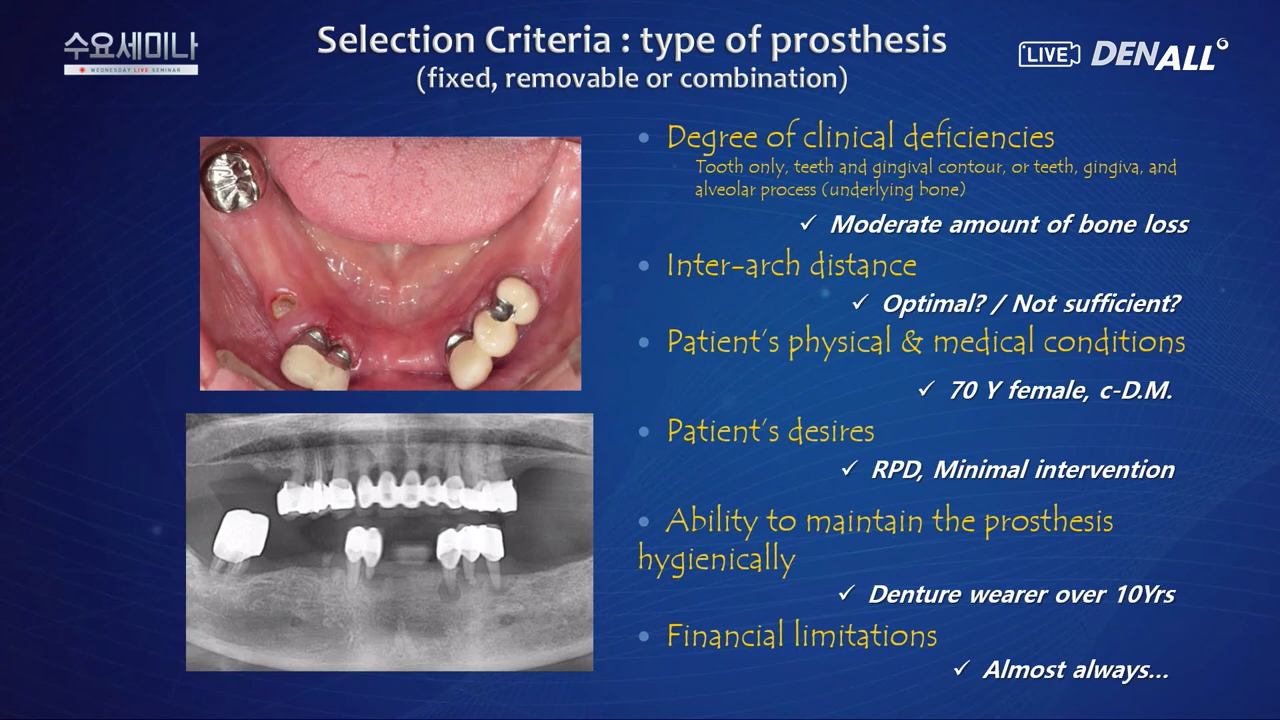 수요세미나
WEDNESDAY LIVE SEMINAR
Selection Criteria : type of prosthesis
(fixed, removable or combination)
LIVE
DENALL
• Degree of clinical deficiencies
Tooth only, teeth and gingival contour, or teeth, gingiva, and
alveolar process (underlying bone)
✓ Moderate amount of bone loss
• Inter-arch distance
✓ Optimal? / Not sufficient?
• Patient's physical & medical conditions
✓ 70 Y female, c-D.M.
• Patient's desires
✓ RPD, Minimal intervention
• Ability to maintain the prosthesis
hygienically
✓ Denture wearer over 10Yrs
• Financial limitations
✓ Almost always...